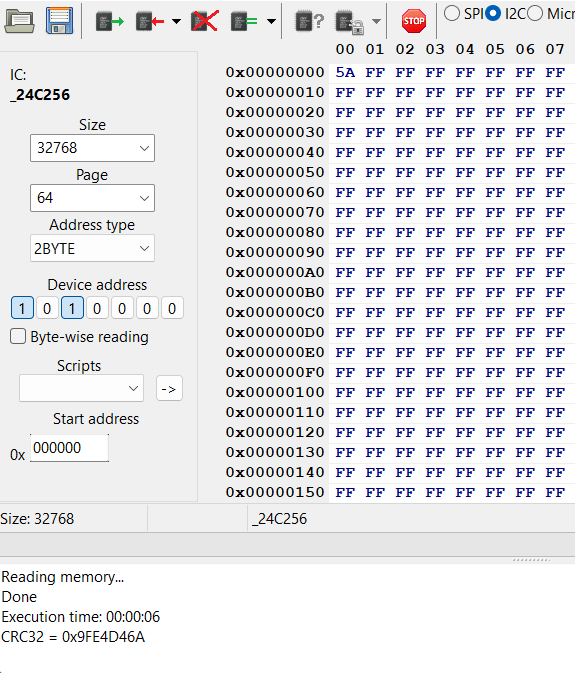 STOP SPI I2C Micr
00 01 02 03 04 05 06 07
IC:
_24C256
Size
32768
Page
64
Address type
2BYTE
Device address
1 0 1 0 0 0 0
Byte-wise reading
Scripts
->
Start address
0x 000000
0x00000000 5A FF FF FF FF FF FF FF
0x00000010 FF FF FF FF FF FF FF FF
0x00000020 FF FF FF FF FF FF FF FF
0x00000030 FF FF FF FF FF FF FF FF
0x00000040 FF FF FF FF FF FF FF FF
0x00000050 FF FF FF FF FF FF FF FF
0x00000060 FF FF FF FF FF FF FF FF
0x00000070 FF FF FF FF FF FF FF FF
0x00000080 FF FF FF FF FF FF FF FF
0x00000090 FF FF FF FF FF FF FF FF
0x000000A0 FF FF FF FF FF FF FF FF
0x000000B0 FF FF FF FF FF FF FF FF
0x000000C0 FF FF FF FF FF FF FF FF
0x000000D0 FF FF FF FF FF FF FF FF
0x000000E0 FF FF FF FF FF FF FF FF
0x000000F0 FF FF FF FF FF FF FF FF
0x00000100 FF FF FF FF FF FF FF FF
0x00000110 FF FF FF FF FF FF FF FF
0x00000120 FF FF FF FF FF FF FF FF
0x00000130 FF FF FF FF FF FF FF FF
0x00000140 FF FF FF FF FF FF FF FF
0x00000150 FF FF FF FF FF FF FF FF
Size: 32768
_24C256
Reading memory...
Done
Execution time: 00:00:06
CRC32 = 0x9FE4D46A